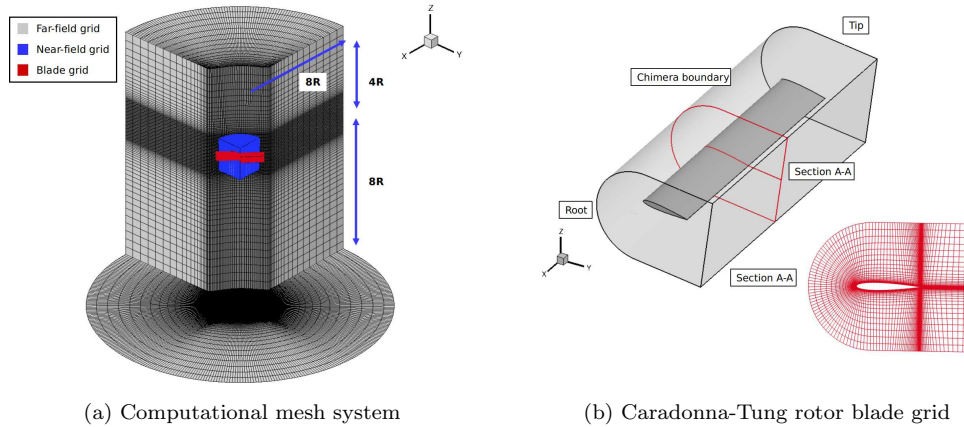 Far-field grid
Near-field grid
Blade grid
Z
X
Y
8R
4R
8R
Tip
Chimera boundary
Section A-A
Root
Z
X
Y
Section A-A
(a) Computational mesh system
(b) Caradonna-Tung rotor blade grid